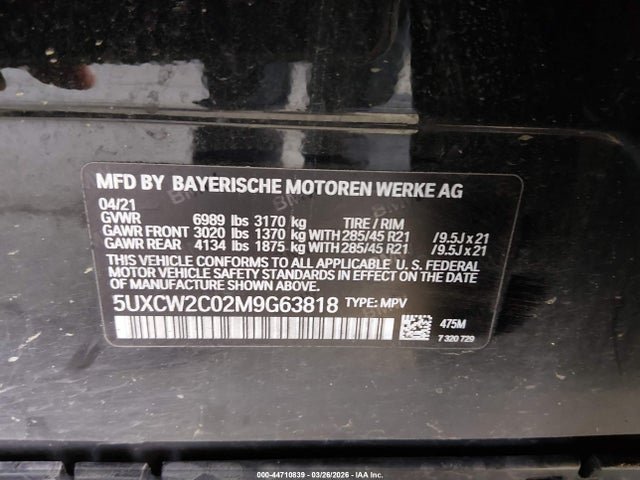 MFD BY BAYERISCHE MOTOREN WERKE AG
04/21
GVWR 6989 lbs 3170 kg TIRE / RIM
GAWR FRONT 3020 lbs 1370 kg WITH 285/45 R21 /9.5J x 21
GAWR REAR 4134 lbs 1875 kg WITH 285/45 R21 /9.5J x 21
THIS VEHICLE CONFORMS TO ALL APPLICABLE U. S. FEDERAL
MOTOR VEHICLE SAFETY STANDARDS IN EFFECT ON THE DATE
OF MANUFACTURE SHOWN ABOVE.
5UXCW2C02M9G63818 TYPE: MPV
475M
7 320 729
000-44710839 | 03/26/2026 | IAA Inc.